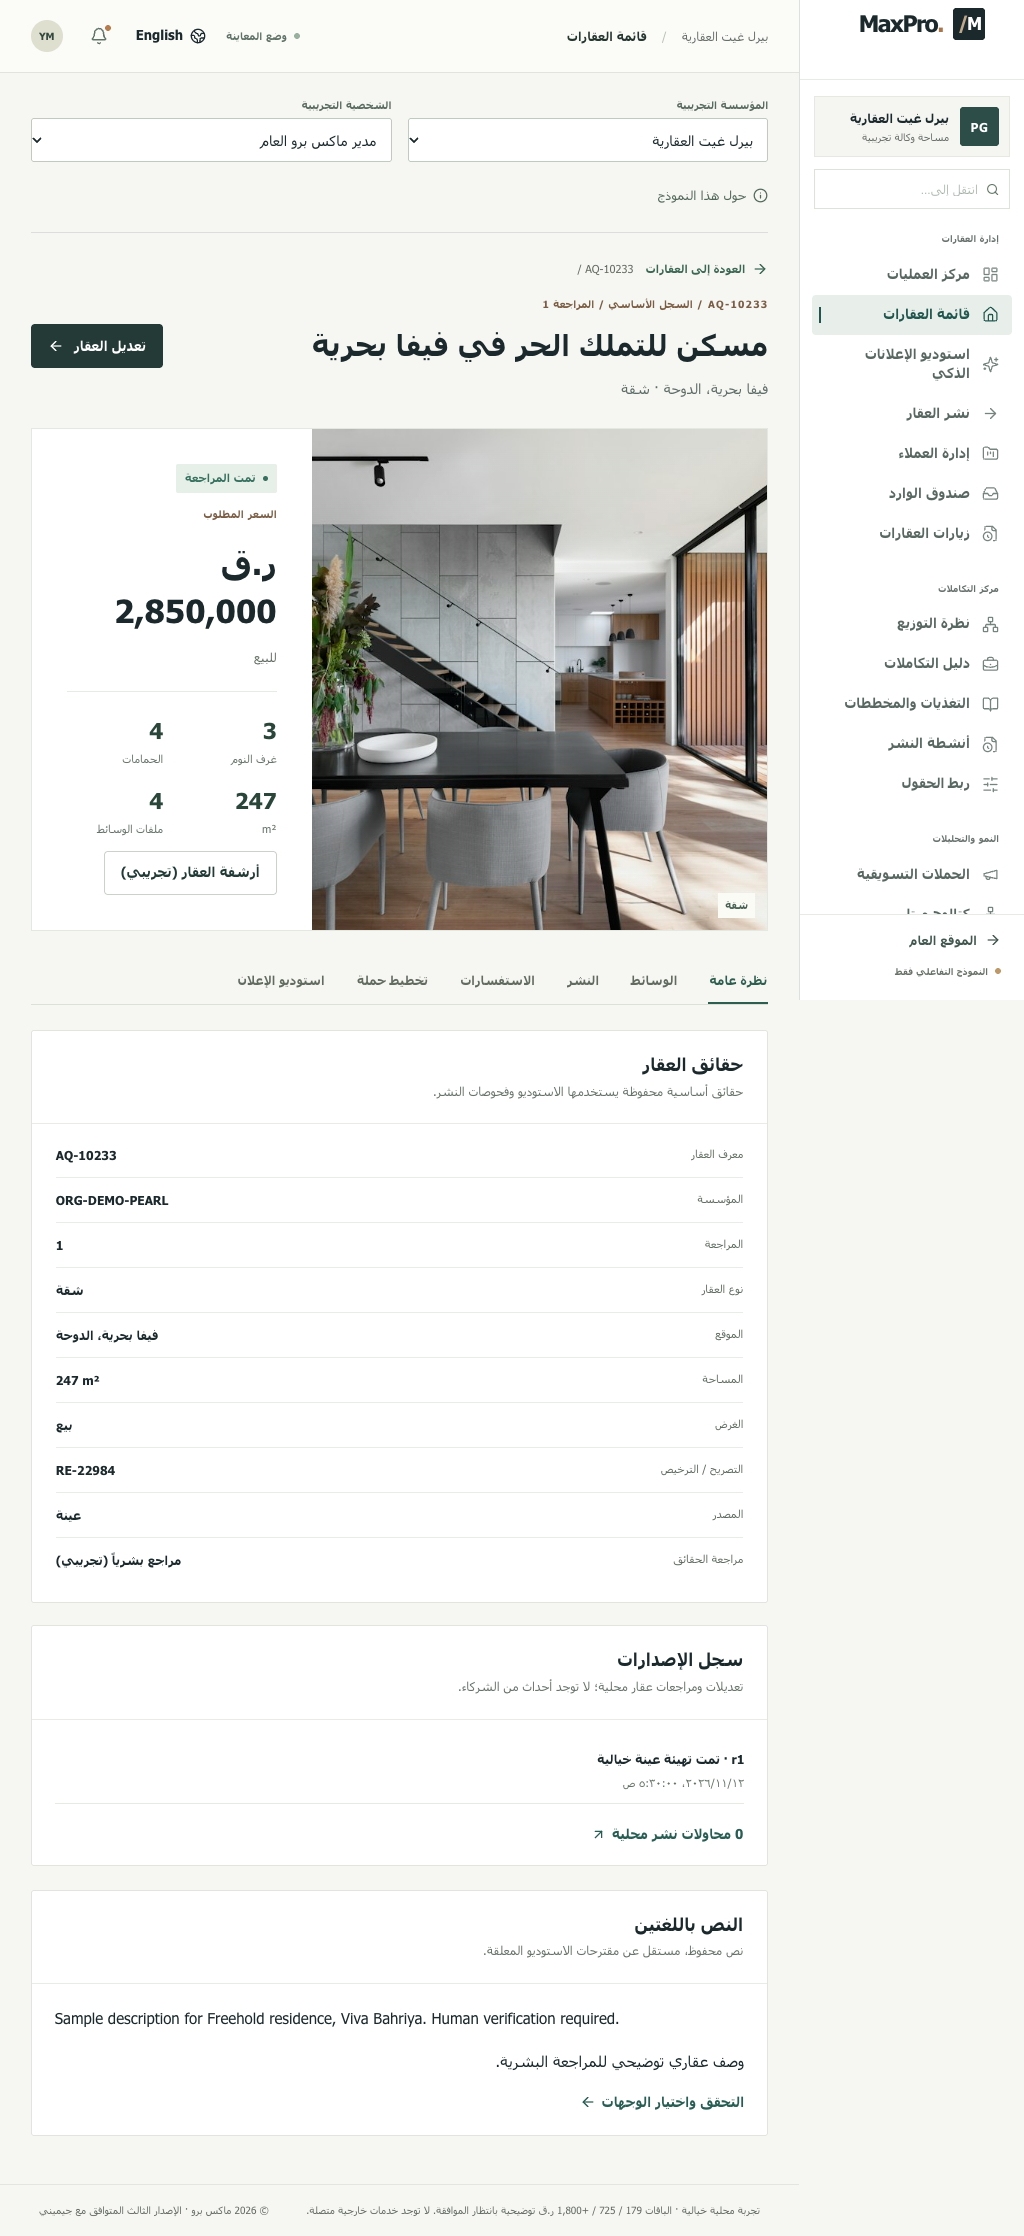 MaxPro. /M
PG
بيرل غيت العقارية
مساحة وكالة تجريبية
انتقل إلى...
إدارة العقارات
مركز العمليات
قائمة العقارات
استوديو الإعلانات
الذكي
نشر العقار
إدارة العملاء
صندوق الوارد
زيارات العقارات
مركز التكاملات
نظرة التوزيع
دليل التكاملات
التغذيات والمخططات
أنشطة النشر
ربط الحقول
النمو والتحليلات
الحملات التسويقية
الموقع العام
النموذج التفاعلي فقط
بيرل غيت العقارية / قائمة العقارات
وضع المعاينة
English
YM
المؤسسة التجريبية
بيرل غيت العقارية
الشخصية التجريبية
مدير ماكس برو العام
حول هذا النموذج
العودة إلى العقارات
AQ-10233 /
AQ-10233 / السجل الأساسي / المراجعة 1
مسكن للتملك الحر في فيفا بحرية
تعديل العقار
فيفا بحرية، الدوحة · شقة
شقة
تمت المراجعة
السعر المطلوب
ر.ق
2,850,000
للبيع
3
غرف النوم
4
الحمامات
247
m²
4
ملفات الوسائط
أرشفة العقار (تجريبي)
نظرة عامة
الوسائط
النشر
الاستفسارات
تخطيط حملة
استوديو الإعلان
حقائق العقار
حقائق أساسية محفوظة يستخدمها الاستوديو وفحوصات النشر.
معرف العقار AQ-10233
المؤسسة ORG-DEMO-PEARL
المراجعة 1
نوع العقار شقة
الموقع فيفا بحرية، الدوحة
المساحة 247 m²
الغرض بيع
التصريح / الترخيص RE-22984
المصدر عينة
مراجعة الحقائق مراجع بشرياً (تجريبي)
سجل الإصدارات
تعديلات ومراجعات عقار محلية؛ لا توجد أحداث من الشركاء.
r1 · تمت تهيئة عينة خيالية
٢٠٢٦/١١/١٢، ٥:٣٠:٠٠ ص
0 محاولات نشر محلية
النص باللغتين
نص محفوظ، مستقل عن مقترحات الاستوديو المعلقة.
Sample description for Freehold residence, Viva Bahriya. Human verification required.
وصف عقاري توضيحي للمراجعة البشرية.
التحقق واختيار الوجهات
تجربة محلية خيالية · الباقات 179 / 725 / +1,800 ر.ق توضيحية بانتظار الموافقة. لا توجد خدمات خارجية متصلة.
© 2026 ماكس برو · الإصدار الثالث المتوافق مع جيميني